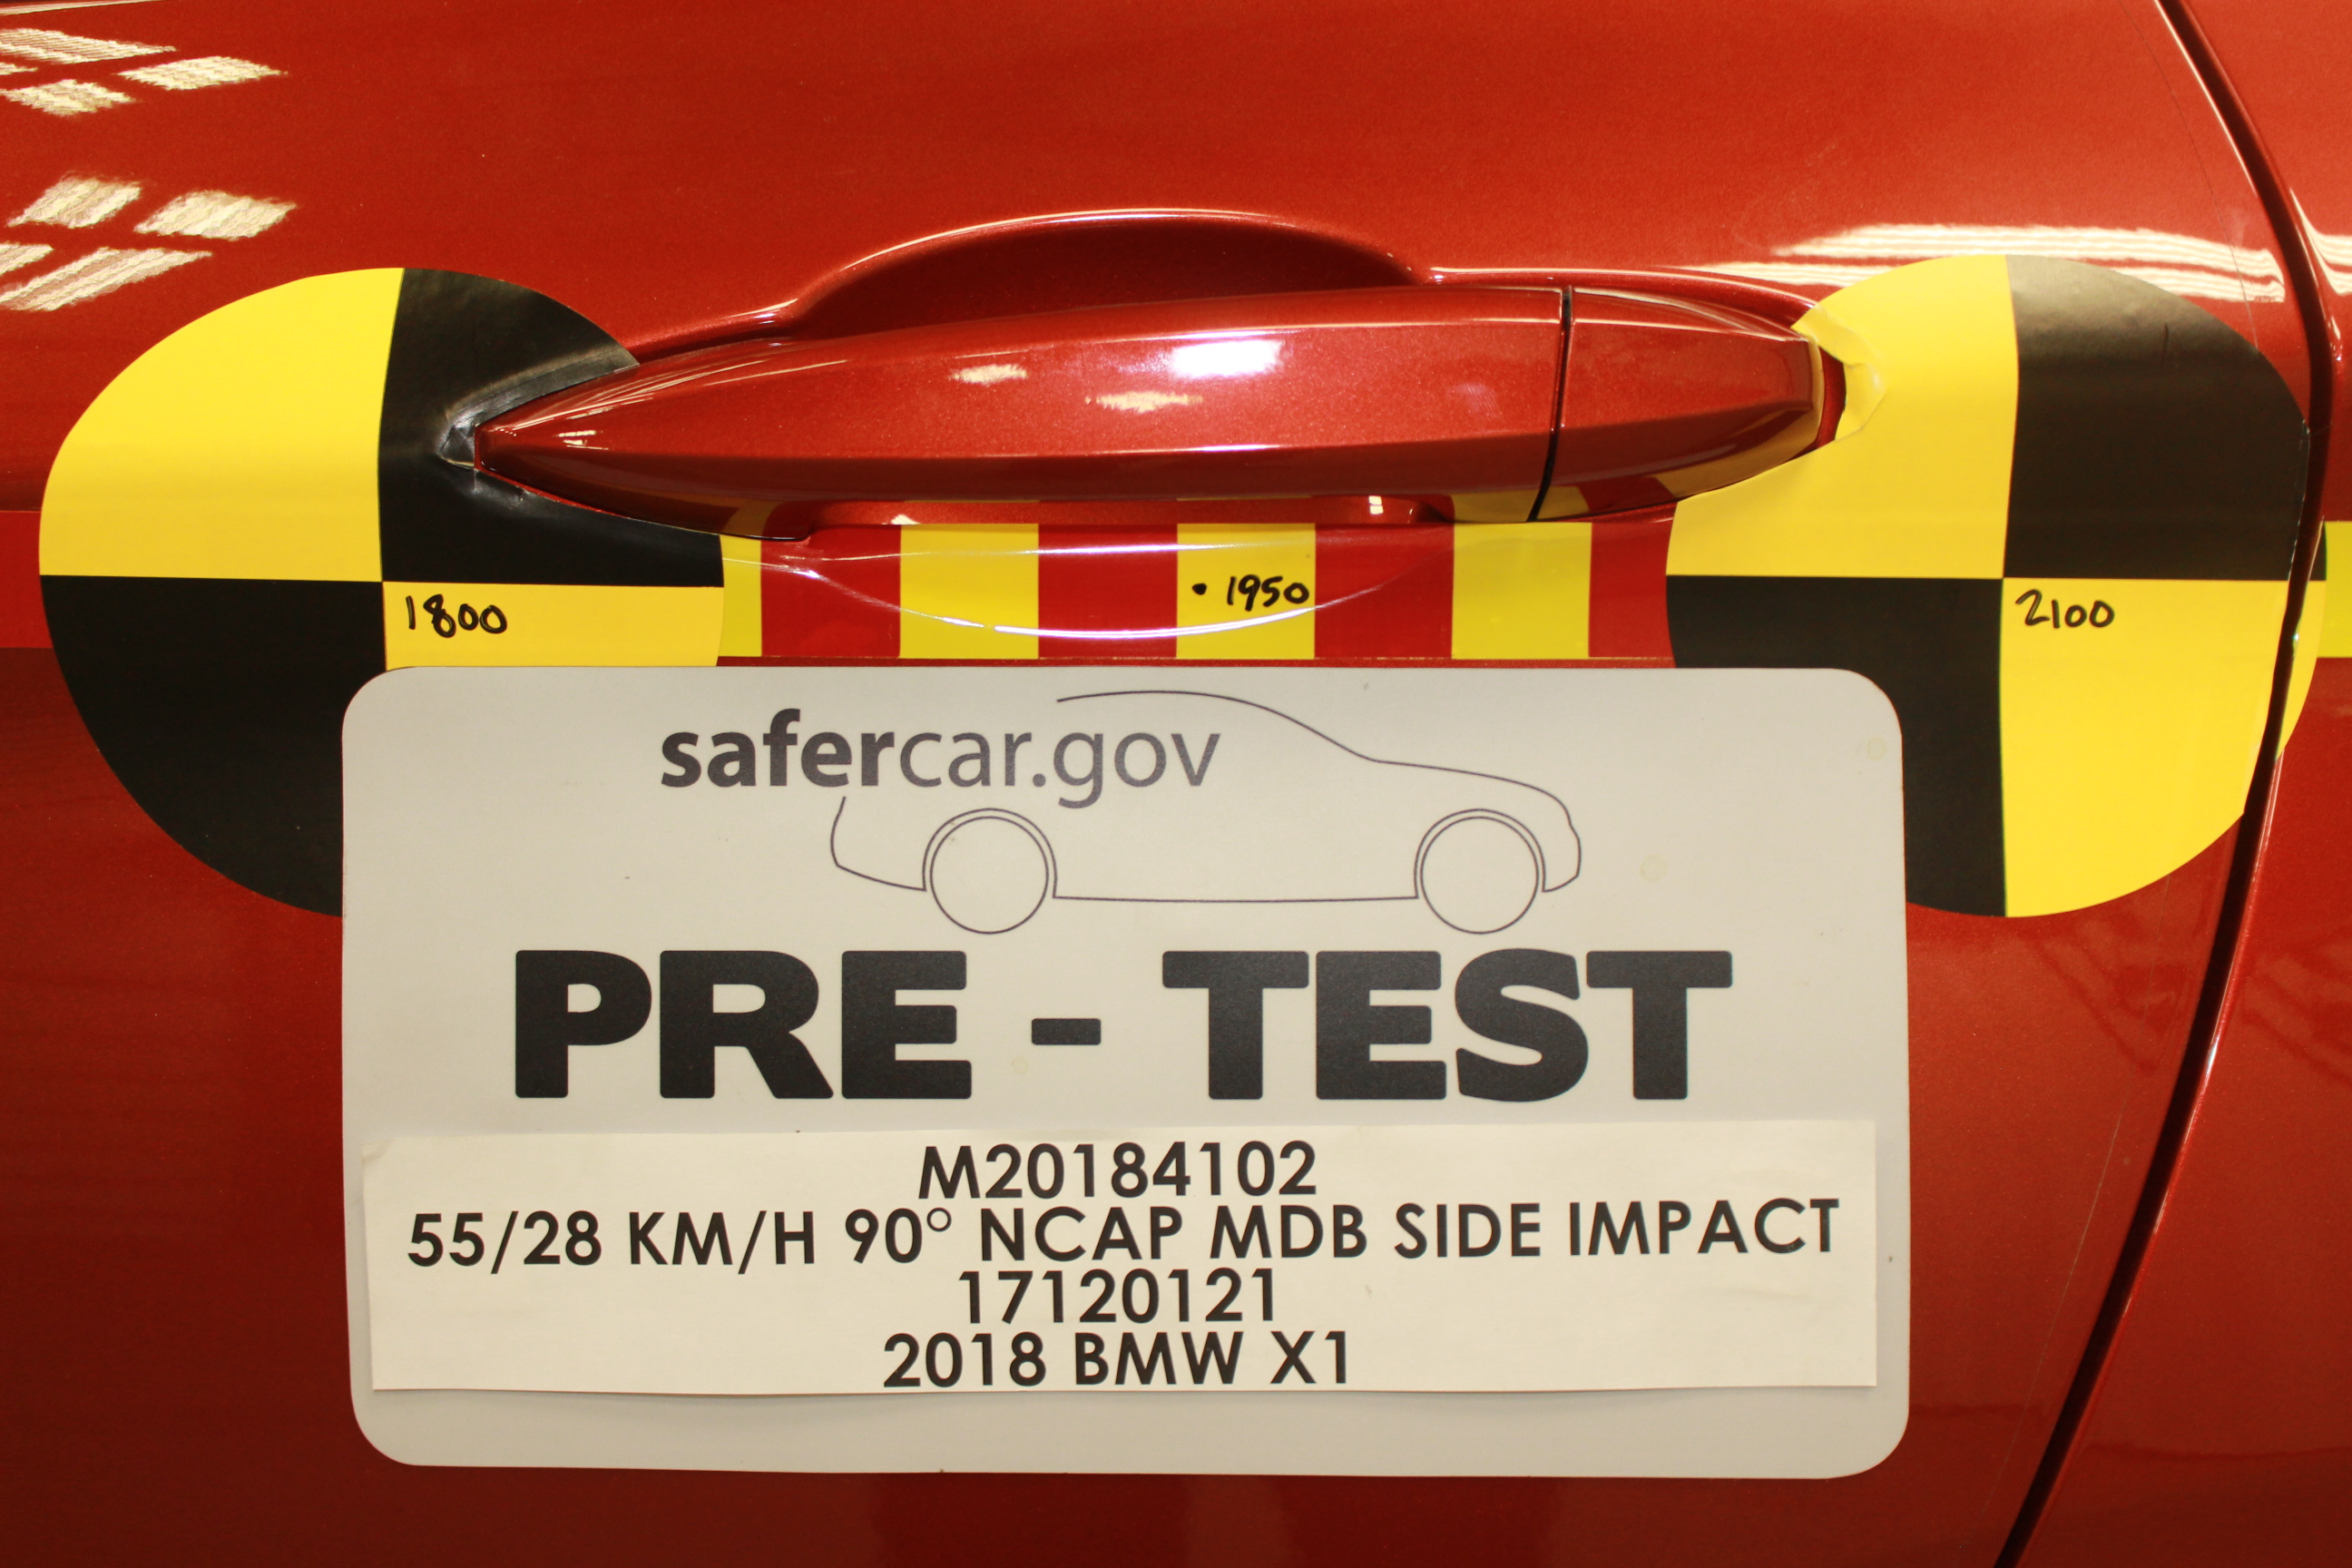 1800
• 1950
2100
safercar.gov
PRE - TEST
M20184102
55/28 KM/H 90° NCAP MDB SIDE IMPACT
17120121
2018 BMW X1